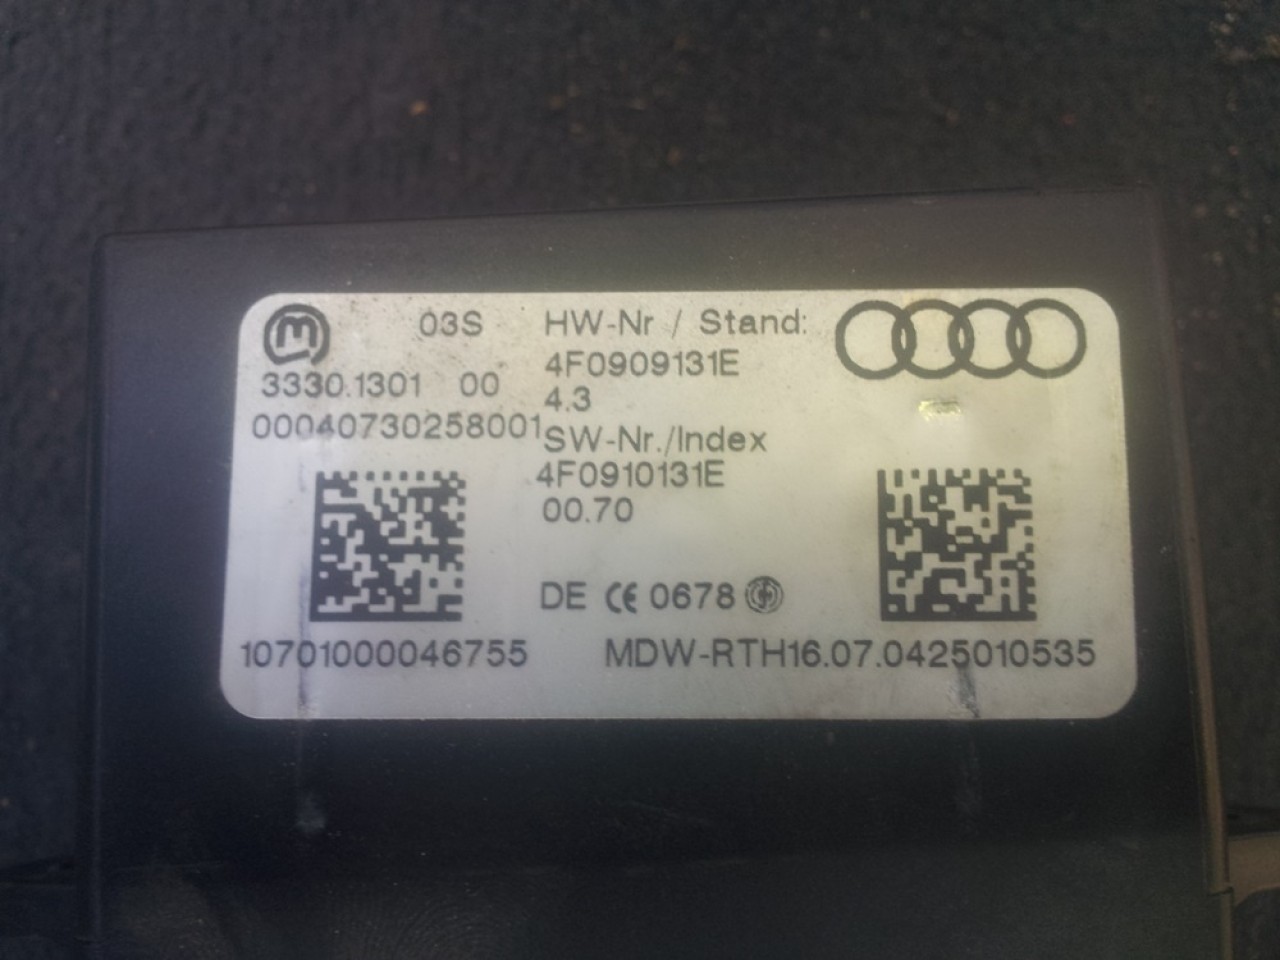 03S
3330.1301 00
00040730258001
HW-Nr / Stand:
4F0909131E
4.3
SW-Nr./Index
4F0910131E
00.70
DE CE 0678
10701000046755
MDW-RTH16.07.0425010535